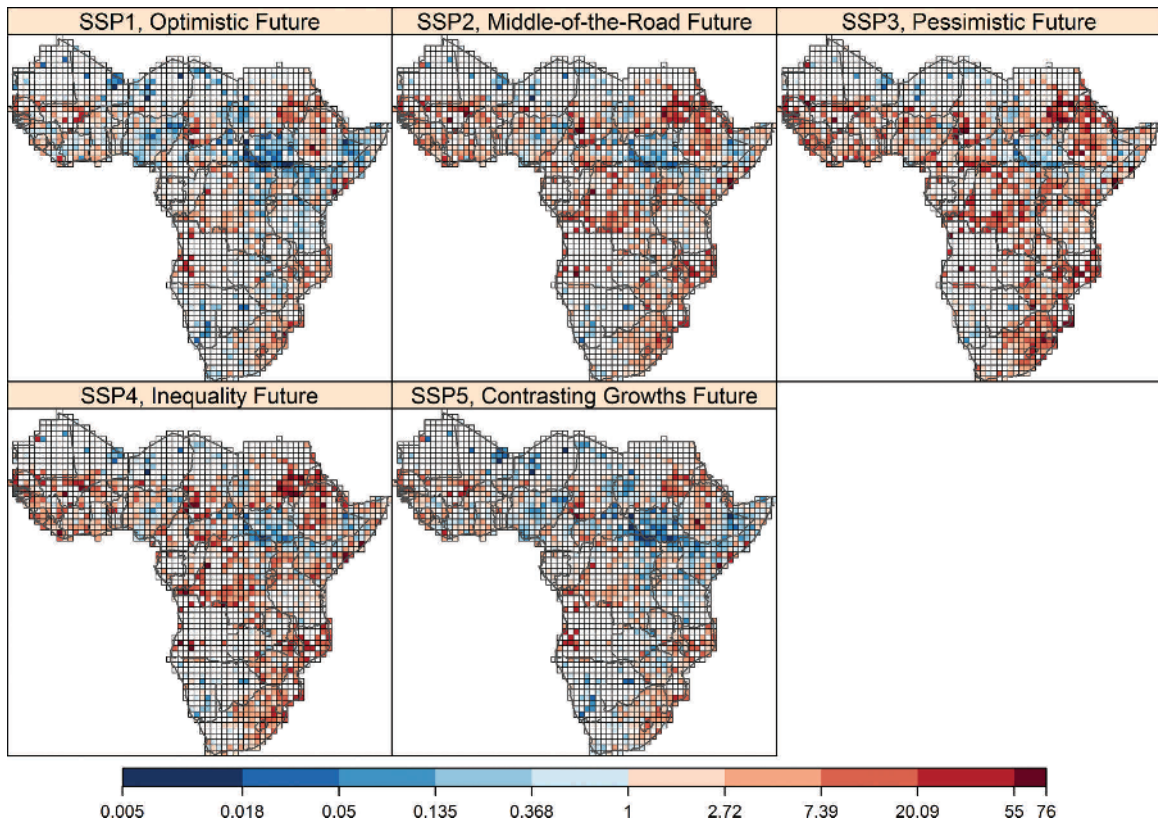 SSP1, Optimistic Future
SSP2, Middle-of-the-Road Future
SSP3, Pessimistic Future
SSP4, Inequality Future
SSP5, Contrasting Growths Future
0.005 0.018 0.05 0.135 0.368 1 2.72 7.39 20.09 55 76